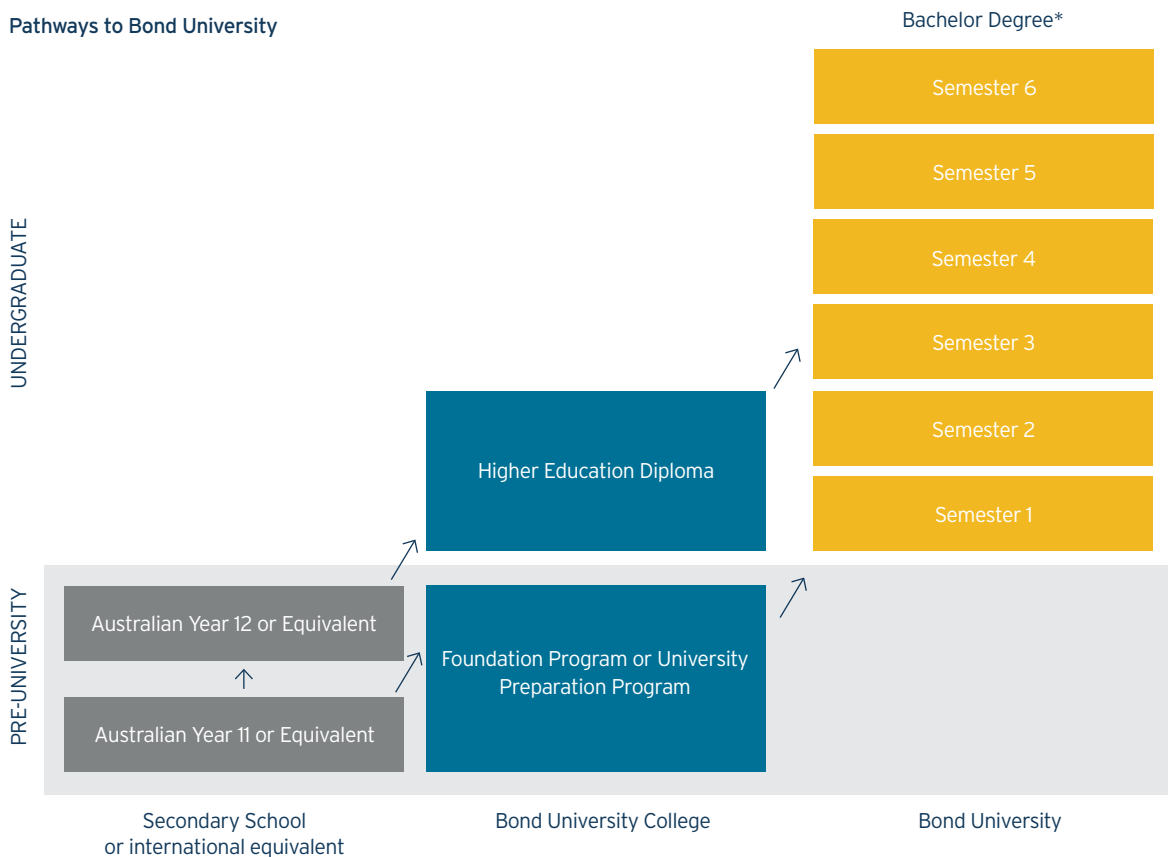 Pathways to Bond University
Bachelor Degree*
Semester 6
Semester 5
Semester 4
Semester 3
Semester 2
Semester 1
UNDERGRADUATE
Higher Education Diploma
PRE-UNIVERSITY
Australian Year 12 or Equivalent
Australian Year 11 or Equivalent
Foundation Program or University
Preparation Program
Secondary School
or international equivalent
Bond University College
Bond University